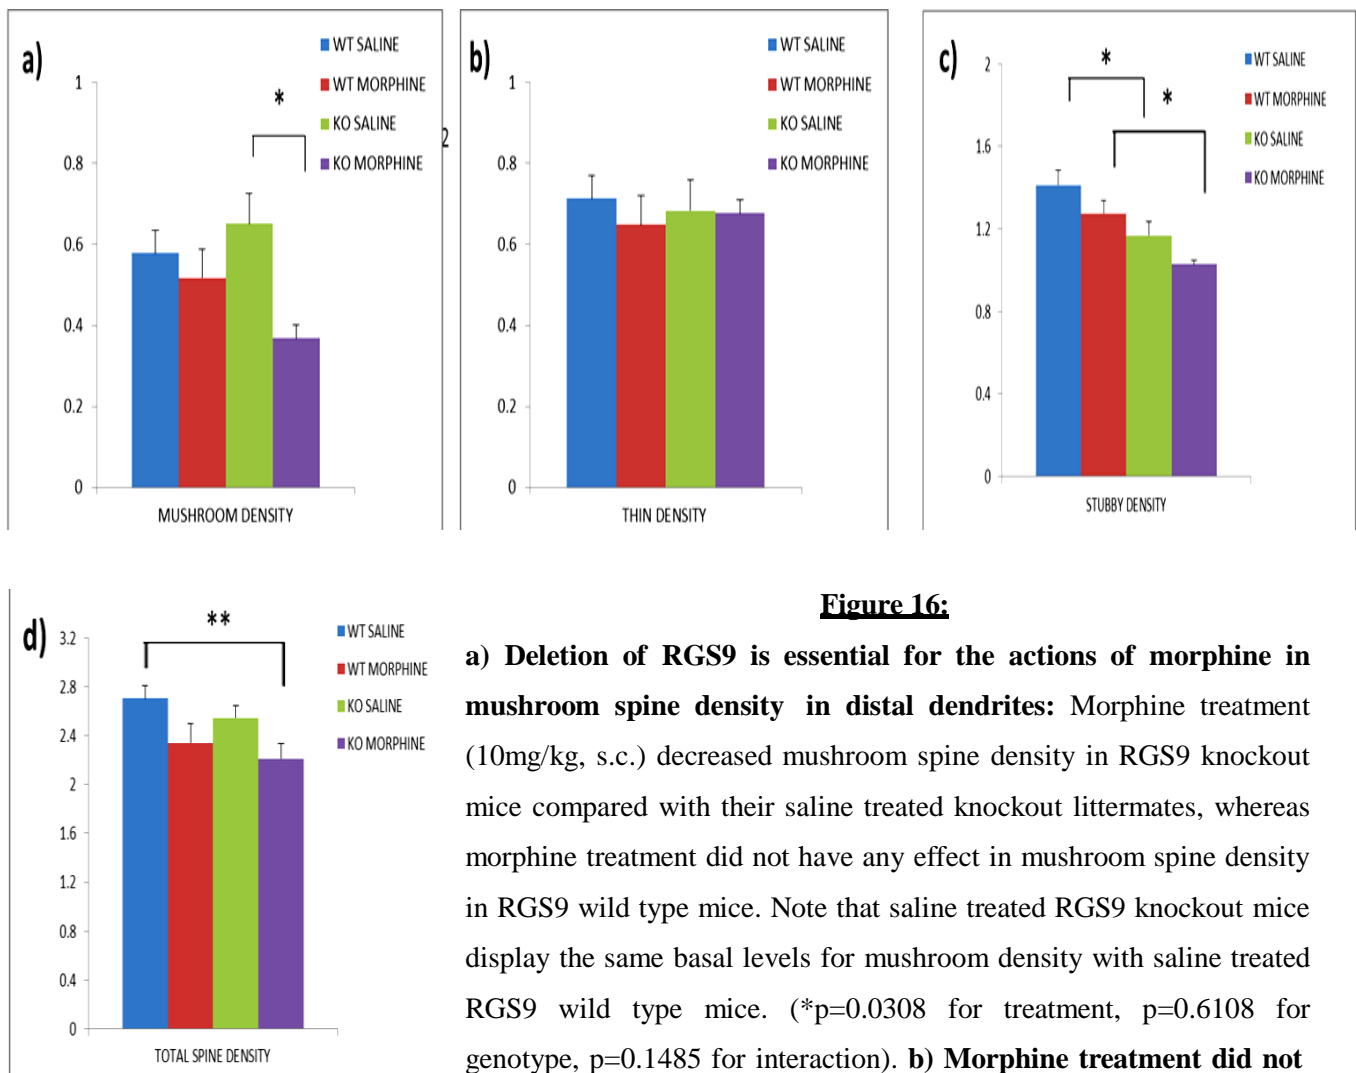 a)
WT SALINE
WT MORPHINE
KO SALINE
KO MORPHINE
*
1
0.8
0.6
0.4
0.2
0
MUSHROOM DENSITY
2
b)
WT SALINE
WT MORPHINE
KO SALINE
KO MORPHINE
1
0.8
0.6
0.4
0.2
0
THIN DENSITY
c)
WT SALINE
WT MORPHINE
KO SALINE
KO MORPHINE
*
*
2
1.6
1.2
0.8
0.4
0
STUBBY DENSITY
d)
WT SALINE
WT MORPHINE
KO SALINE
KO MORPHINE
**
3.2
2.8
2.4
2
1.6
1.2
0.8
0.4
0
TOTAL SPINE DENSITY
Figure 16:
a) Deletion of RGS9 is essential for the actions of morphine in
mushroom spine density in distal dendrites: Morphine treatment
(10mg/kg, s.c.) decreased mushroom spine density in RGS9 knockout
mice compared with their saline treated knockout littermates, whereas
morphine treatment did not have any effect in mushroom spine density
in RGS9 wild type mice. Note that saline treated RGS9 knockout mice
display the same basal levels for mushroom density with saline treated
RGS9 wild type mice. (*p=0.0308 for treatment, p=0.6108 for
genotype, p=0.1485 for interaction). b) Morphine treatment did not